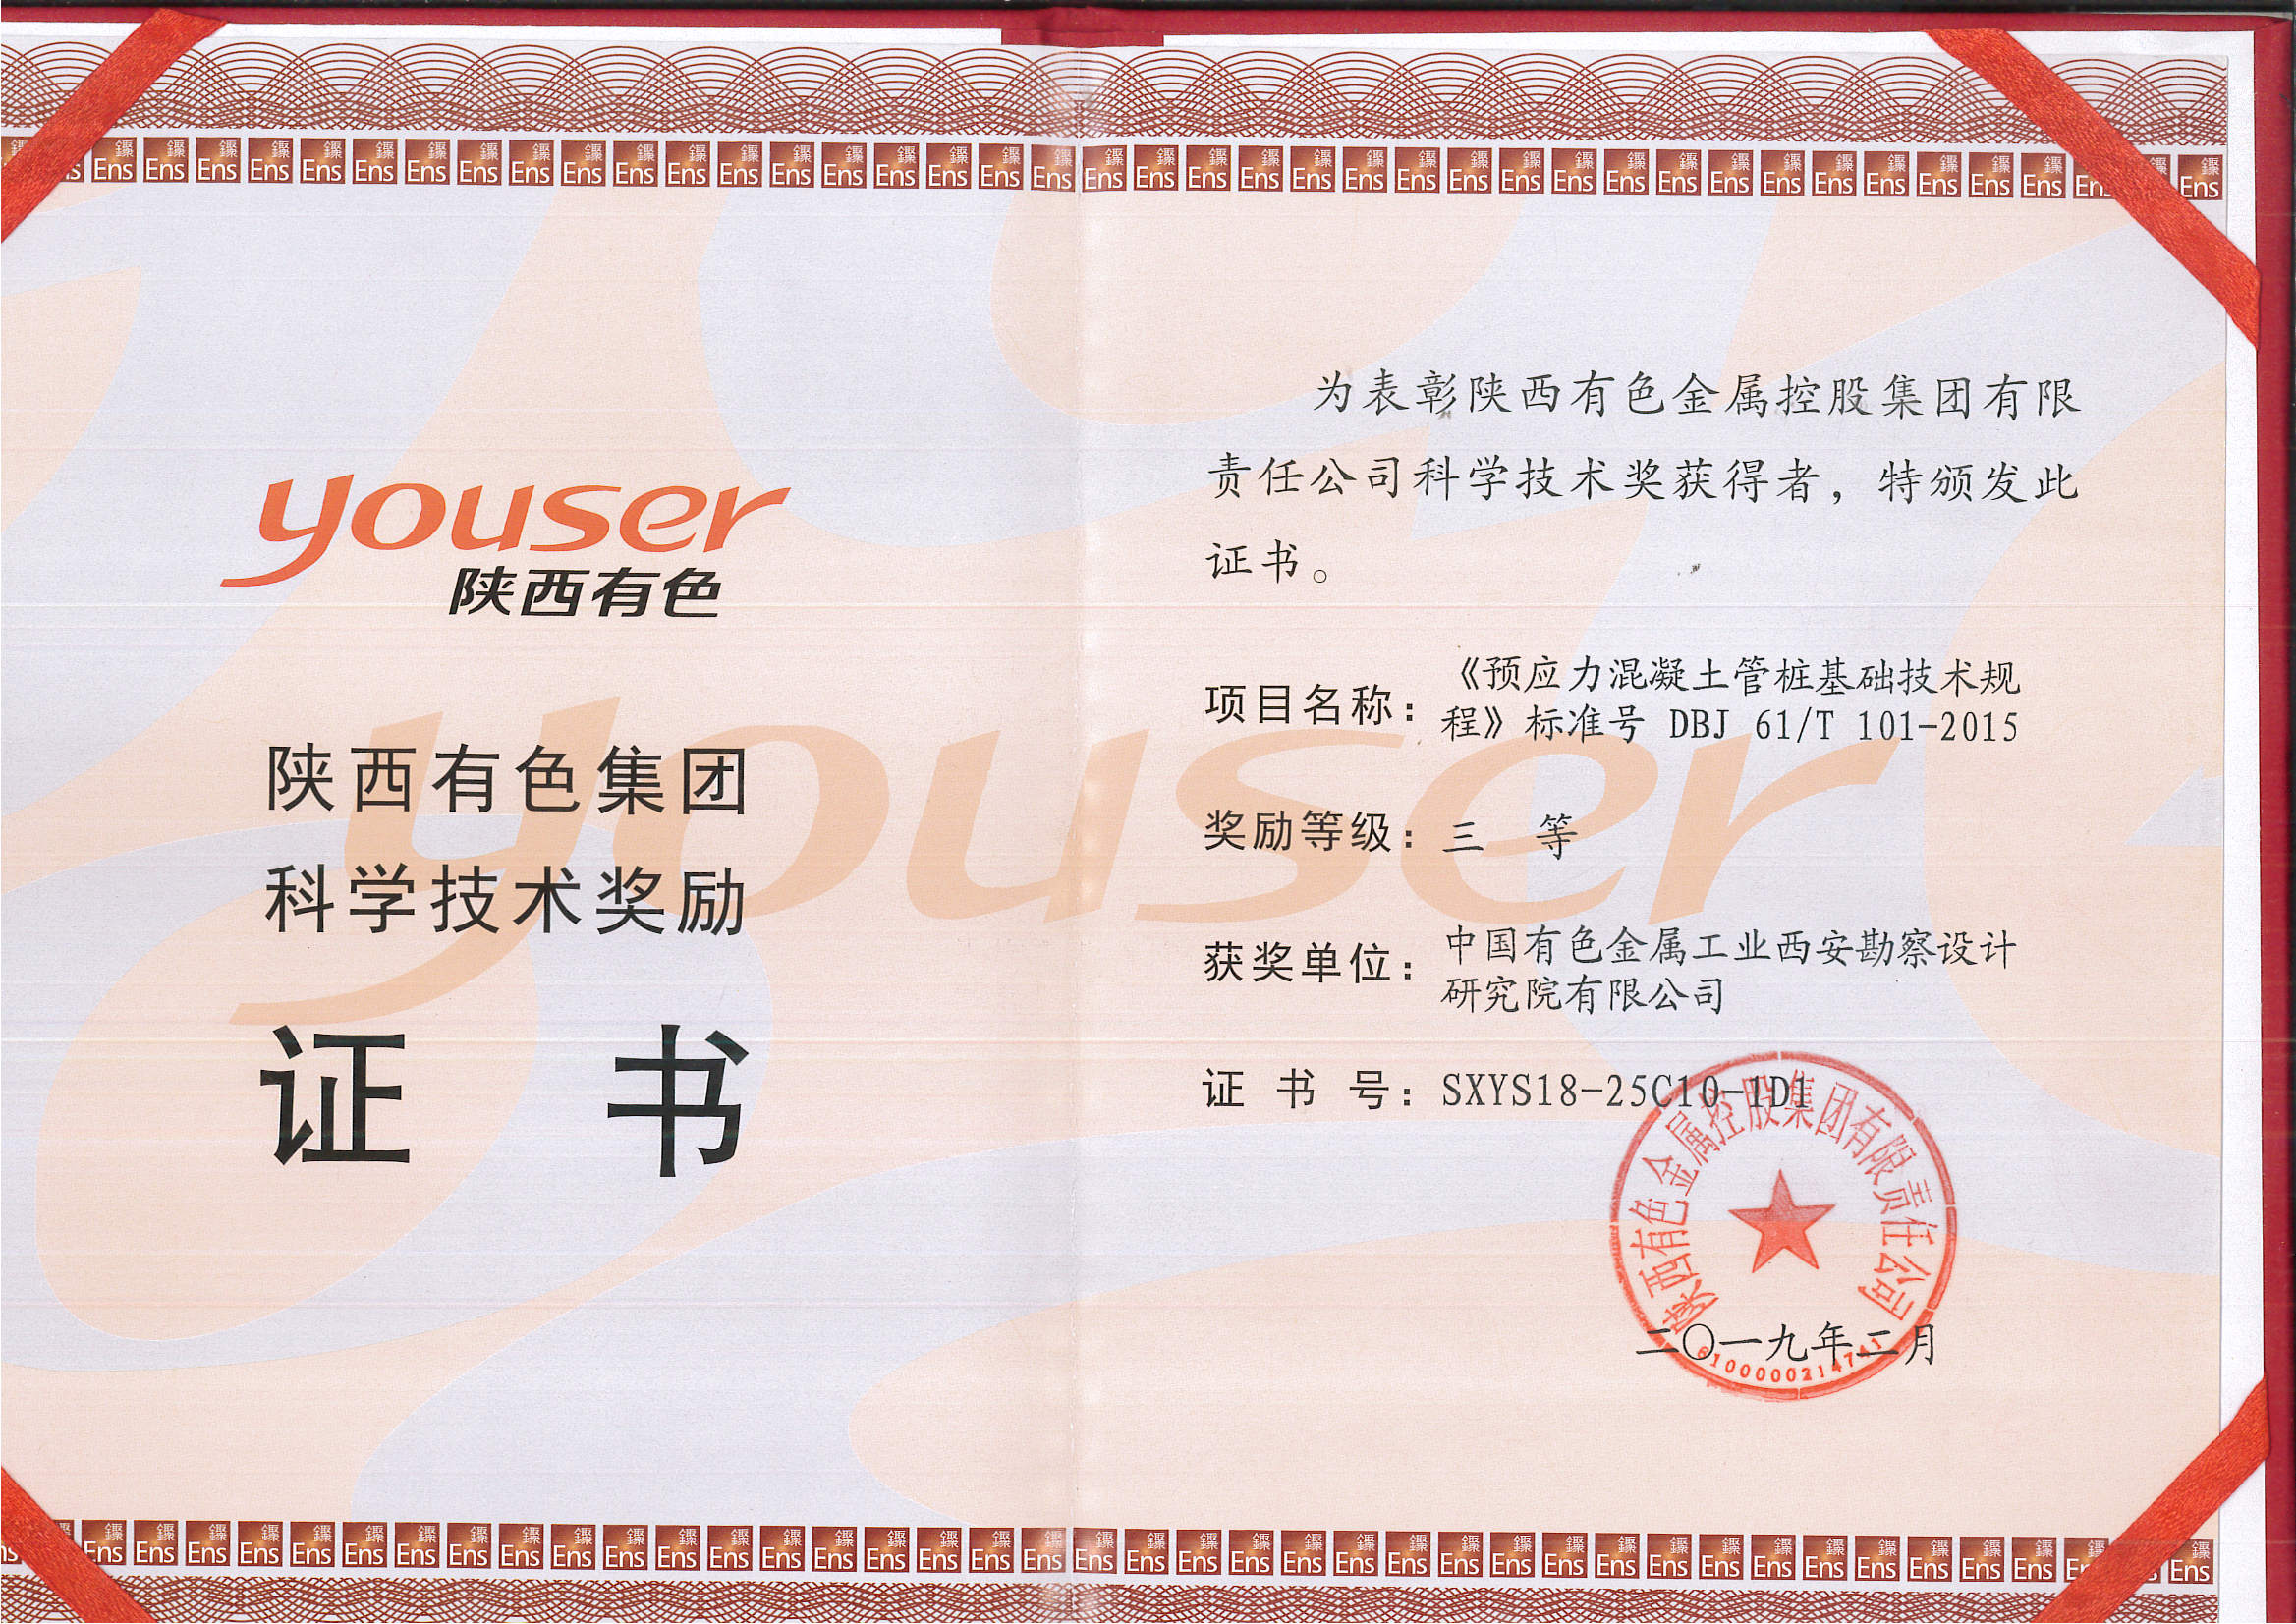 youser
陕西有色
陕西有色集团
科学技术奖励
证 书
为表彰陕西有色金属控股集团有限
责任公司科学技术奖获得者，特颁发此
证书。
项目名称：《预应力混凝土管桩基础技术规
程》标准号 DBJ 61/T 101-2015
奖励等级：三 等
获奖单位：中国有色金属工业西安勘察设计
研究院有限公司
证 书 号：SXYS18-25C10-1D1
陕西有色金属控股集团有限责任公司
二〇一九年二月
youser